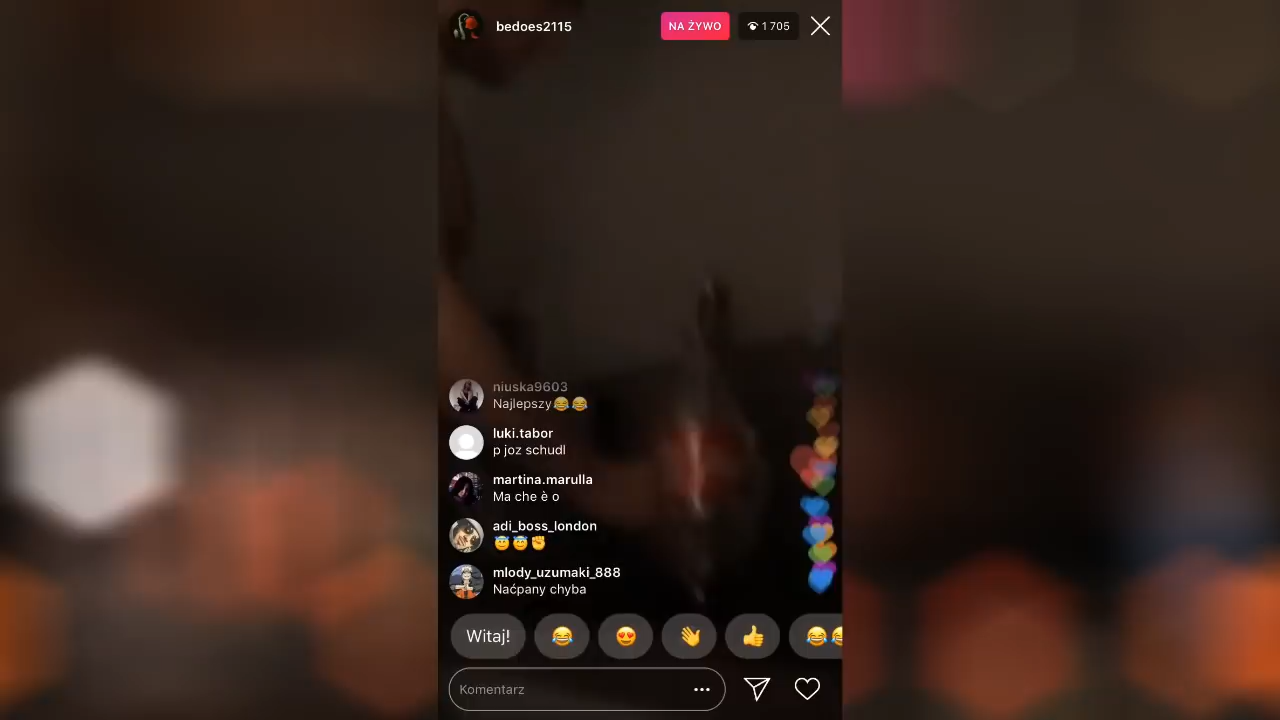 bedoes2115
NA ŻYWO
1 705
niuska9603
Najlepszy😂😂
luki.tabor
p joz schudl
martina.marulla
Ma che è o
adi_boss_london
😇😇✊
mlody_uzumaki_888
Naćpany chyba
Witaj! 😂 😍 👋 👍 😂😂
Komentarz